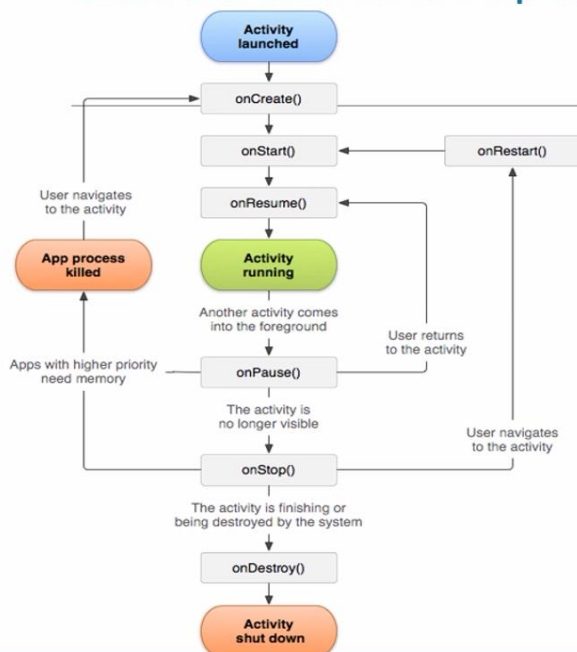 Activity
launched
onCreate()
onStart()
onRestart()
User navigates
to the activity
onResume()
App process
killed
Activity
running
Another activity comes
into the foreground
User returns
to the activity
Apps with higher priority
need memory
onPause()
The activity is
no longer visible
User navigates
to the activity
onStop()
The activity is finishing or
being destroyed by the system
onDestroy()
Activity
shut down